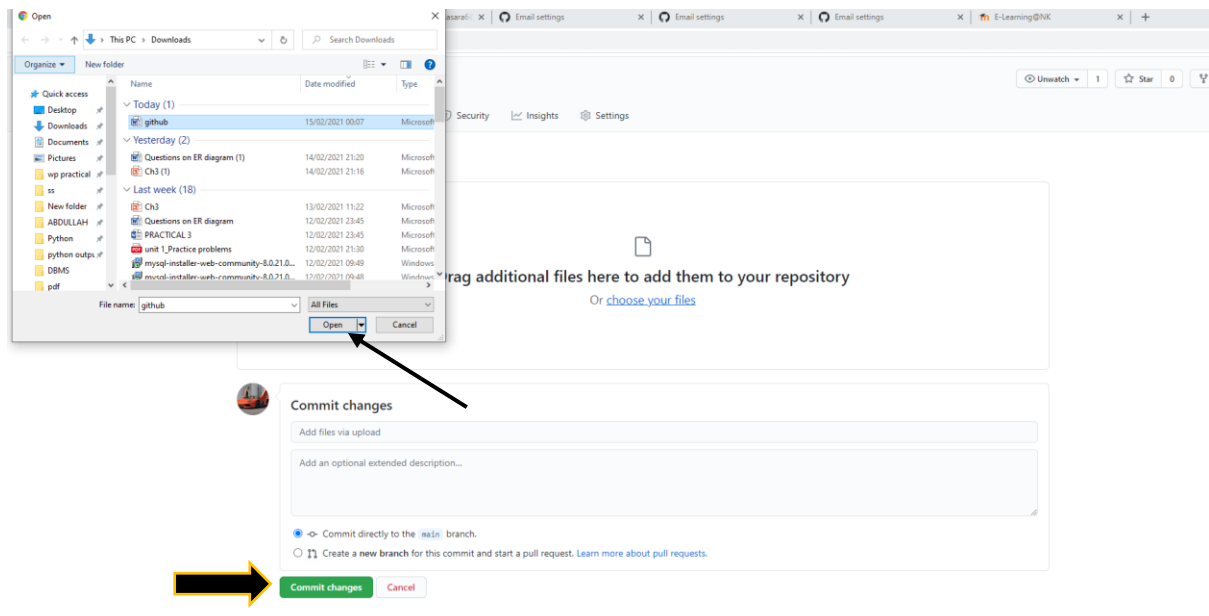 Open
asara6
Email settings
Email settings
Email settings
E-Learning@NK
This PC > Downloads
Search Downloads
Organize
New folder
Unwatch 1
Star 0
Name Date modified Type
Quick access
Desktop
Downloads
Documents
Pictures
wp practical
ss
New folder
ABDULLAH
Python
python outpu
DBMS
pdf
Today (1)
github 15/02/2021 00:07 Microsoft
Yesterday (2)
Questions on ER diagram (1) 14/02/2021 21:20 Microsoft
Ch3 (1) 14/02/2021 21:16 Microsoft
Last week (18)
Ch3 13/02/2021 11:22 Microsoft
Questions on ER diagram 12/02/2021 23:45 Microsoft
PRACTICAL 3 12/02/2021 23:45 Microsoft
unit 1_Practice problems 12/02/2021 21:30 Microsoft
mysql-installer-web-community-8.0.21.0... 12/02/2021 09:49 Windows
mysql-installer-web-community-8.0.21.0... 12/02/2021 09:48 Windows
File name: github
All Files
Open
Cancel
Security
Insights
Settings
rag additional files here to add them to your repository
Or choose your files
Commit changes
Add files via upload
Add an optional extended description...
Commit directly to the main branch.
Create a new branch for this commit and start a pull request. Learn more about pull requests.
Commit changes
Cancel